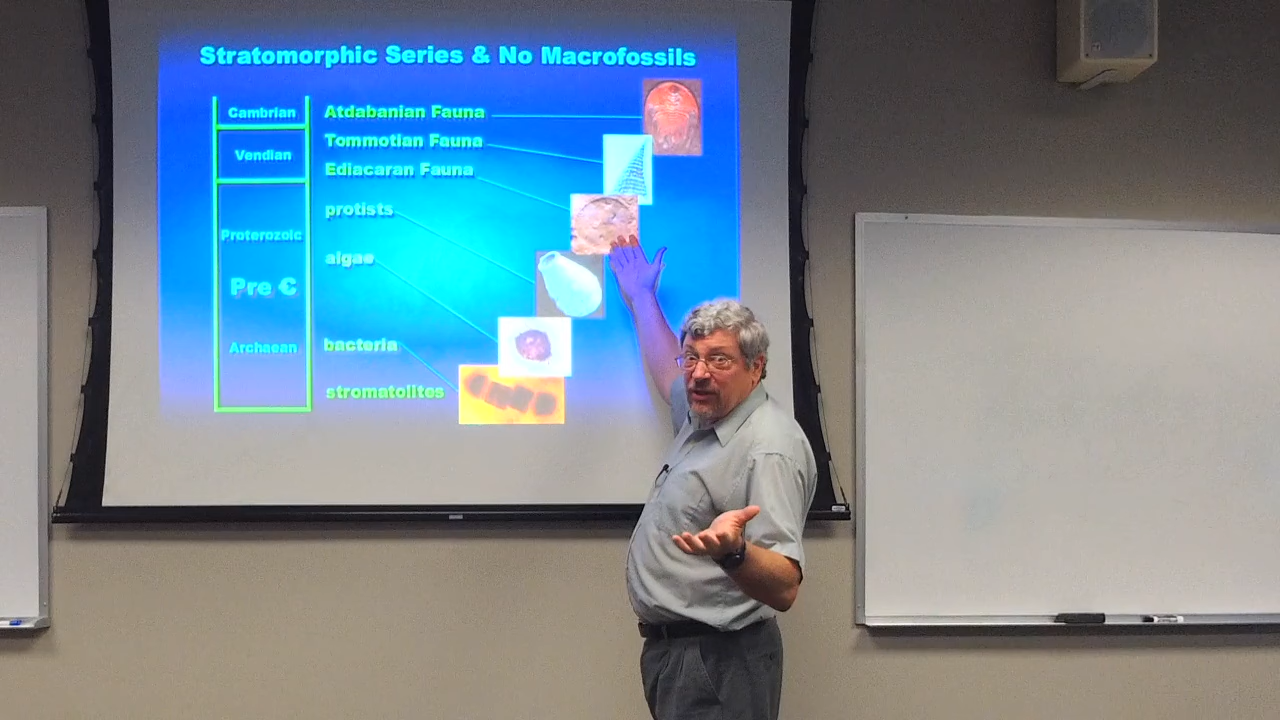 Stratomorphic Series & No Macrofossils
Cambrian
Atdabanian Fauna
Tommotian Fauna
Vendian
Ediacaran Fauna
protists
Proterozoic
algae
Pre Є
bacteria
Archaean
stromatolites